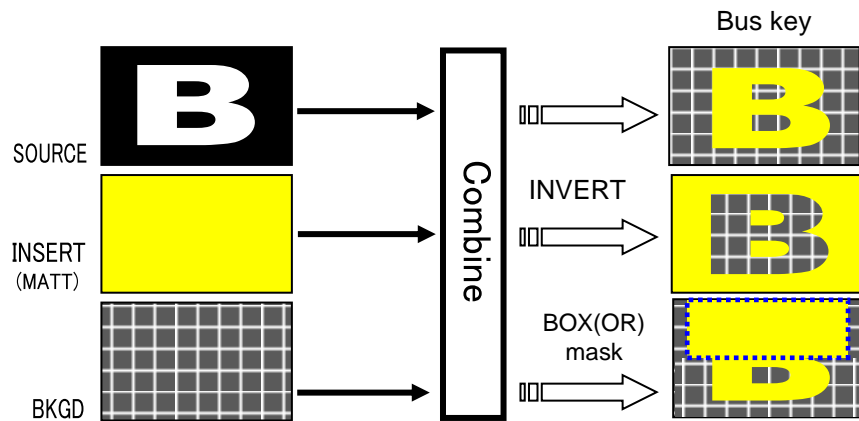 Bus key
B
SOURCE
B
INSERT
(MATT)
Combine
INVERT
B
BKGD
BOX(OR)
mask
B